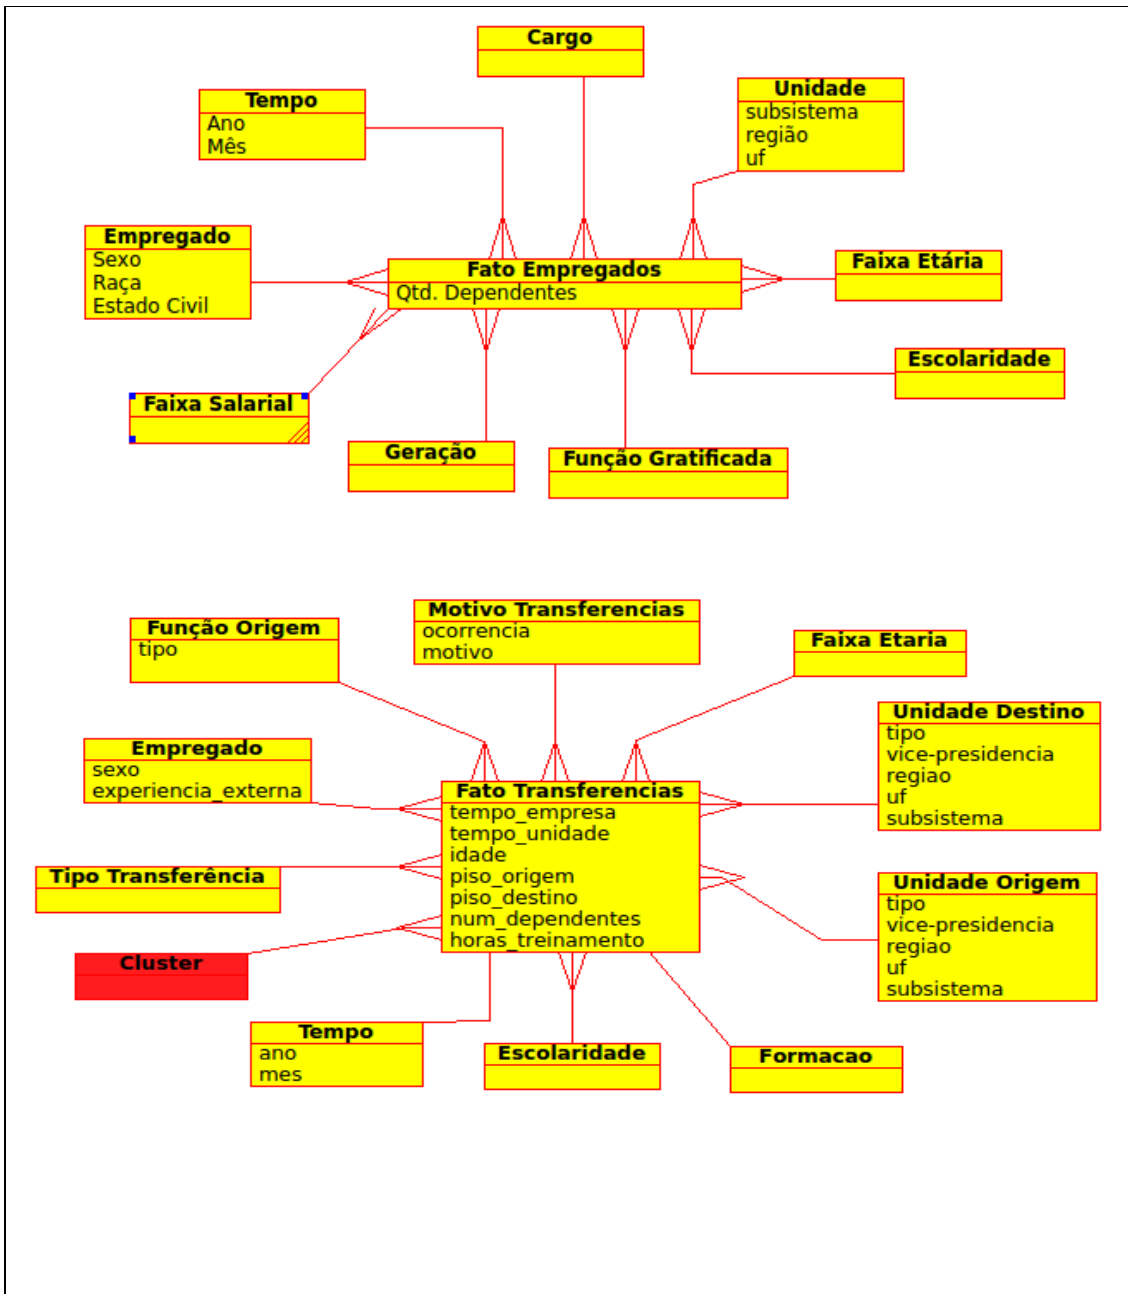 Cargo
Tempo
Ano
Mês
Unidade
subsistema
região
uf
Empregado
Sexo
Raça
Estado Civil
Fato Empregados
Qtd. Dependentes
Faixa Etária
Escolaridade
Faixa Salarial
Geração
Função Gratificada
Motivo Transferencias
ocorrencia
motivo
Função Origem
tipo
Faixa Etaria
Unidade Destino
tipo
vice-presidencia
regiao
uf
subsistema
Empregado
sexo
experiencia_externa
Fato Transferencias
tempo_empresa
tempo_unidade
idade
piso_origem
piso_destino
num_dependentes
horas_treinamento
Tipo Transferência
Unidade Origem
tipo
vice-presidencia
regiao
uf
subsistema
Cluster
Tempo
ano
mes
Escolaridade
Formacao